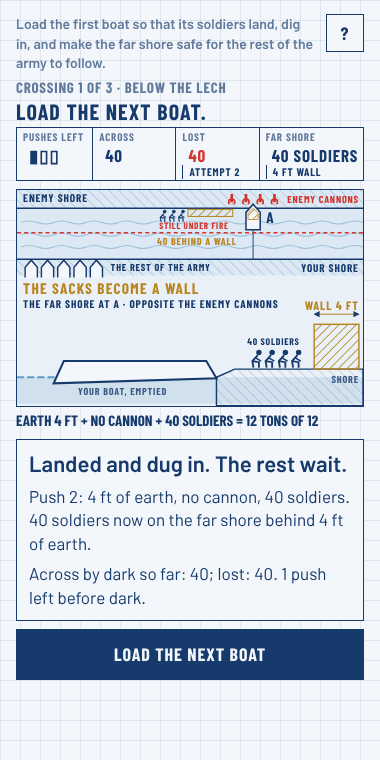 Load the first boat so that its soldiers land, dig
in, and make the far shore safe for the rest of the
army to follow.
?
CROSSING 1 OF 3 · BELOW THE LECH
LOAD THE NEXT BOAT.
PUSHES LEFT
ACROSS
40
LOST
40
ATTEMPT 2
FAR SHORE
40 SOLDIERS
4 FT WALL
ENEMY SHORE
ENEMY CANNONS
A
STILL UNDER FIRE
40 BEHIND A WALL
THE REST OF THE ARMY
YOUR SHORE
THE SACKS BECOME A WALL
THE FAR SHORE AT A · OPPOSITE THE ENEMY CANNONS
WALL 4 FT
40 SOLDIERS
SHORE
YOUR BOAT, EMPTIED
EARTH 4 FT + NO CANNON + 40 SOLDIERS = 12 TONS OF 12
Landed and dug in. The rest wait.
Push 2: 4 ft of earth, no cannon, 40 soldiers.
40 soldiers now on the far shore behind 4 ft
of earth.
Across by dark so far: 40; lost: 40. 1 push
left before dark.
LOAD THE NEXT BOAT